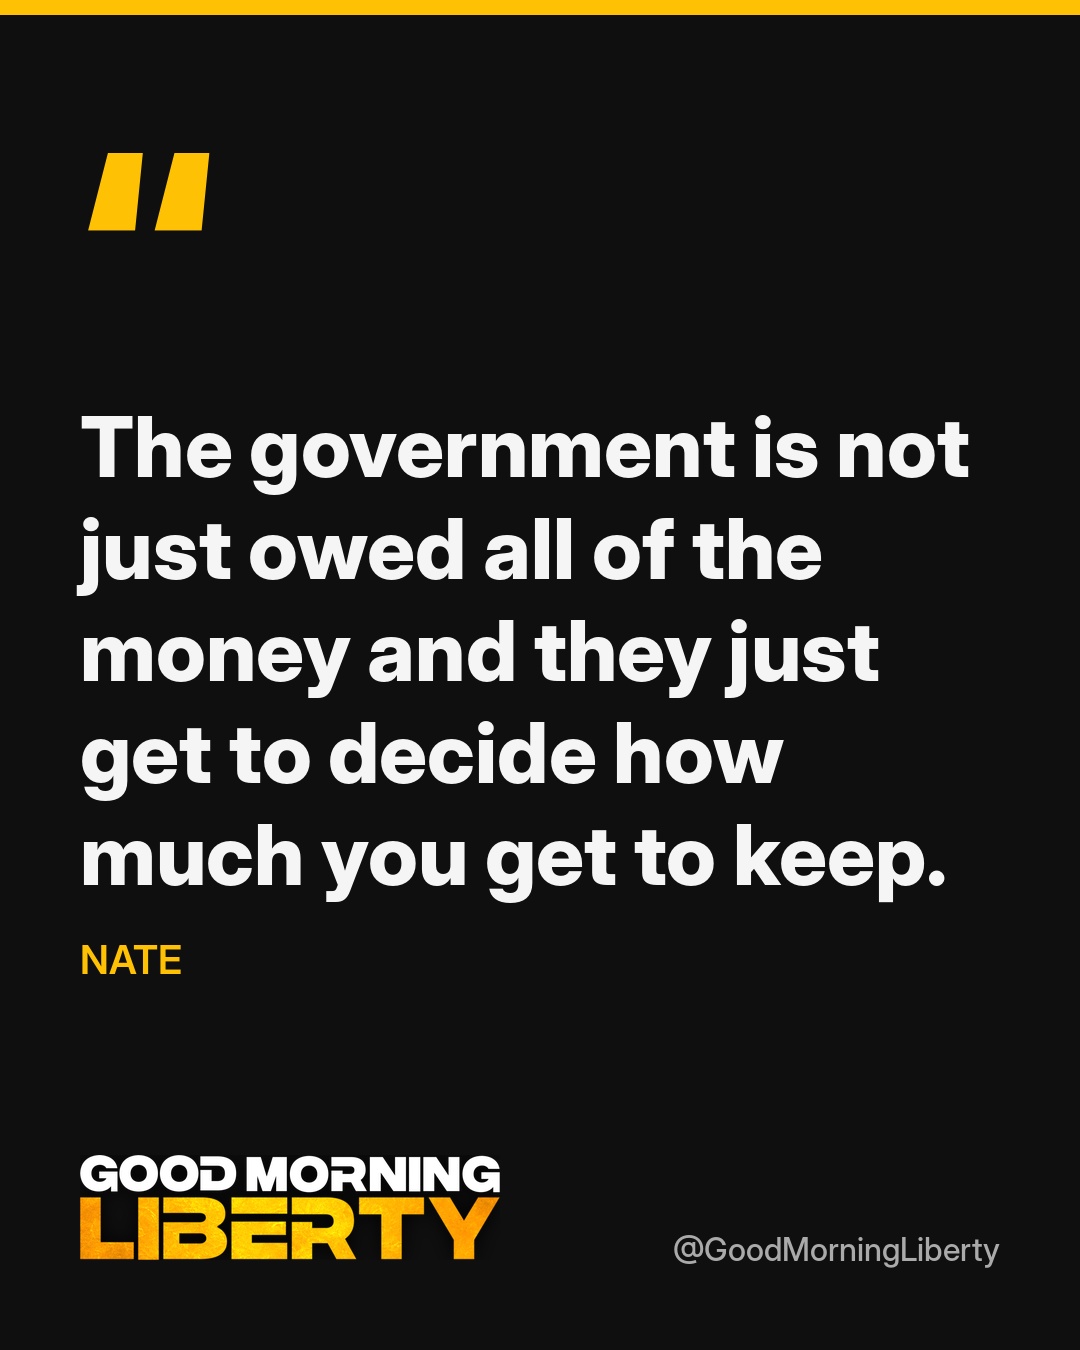 "
The government is not
just owed all of the
money and they just
get to decide how
much you get to keep.
NATE
GOOD MORNING
LIBERTY
@GoodMorningLiberty